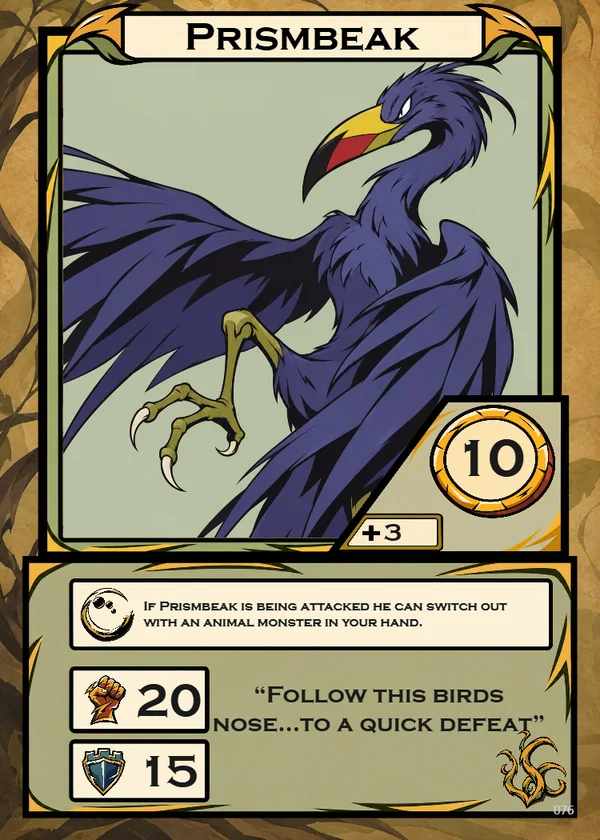 Prismbeak
10
+3
If Prismbeak is being attacked he can switch out
with an animal monster in your hand.
20
“Follow this birds
nose...to a quick defeat”
15
076